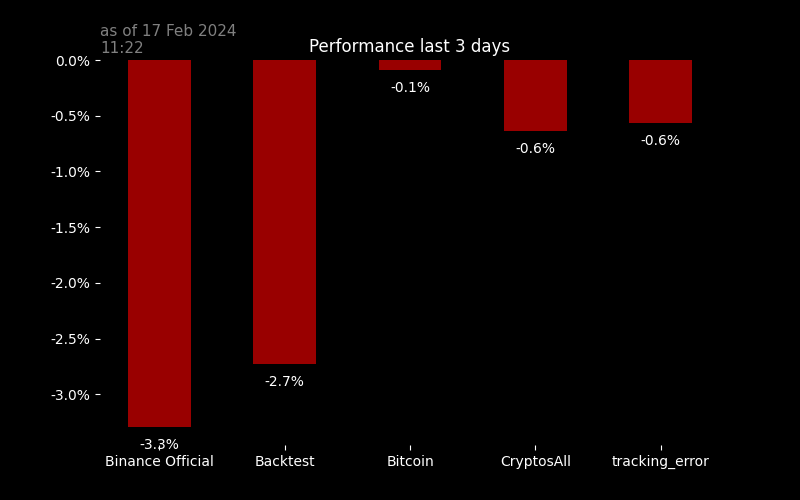 as of 17 Feb 2024
11:22
Performance last 3 days
0.0%
-0.5%
-1.0%
-1.5%
-2.0%
-2.5%
-3.0%
-3.3%
-2.7%
-0.1%
-0.6%
-0.6%
Binance Official
Backtest
Bitcoin
CryptosAll
tracking_error